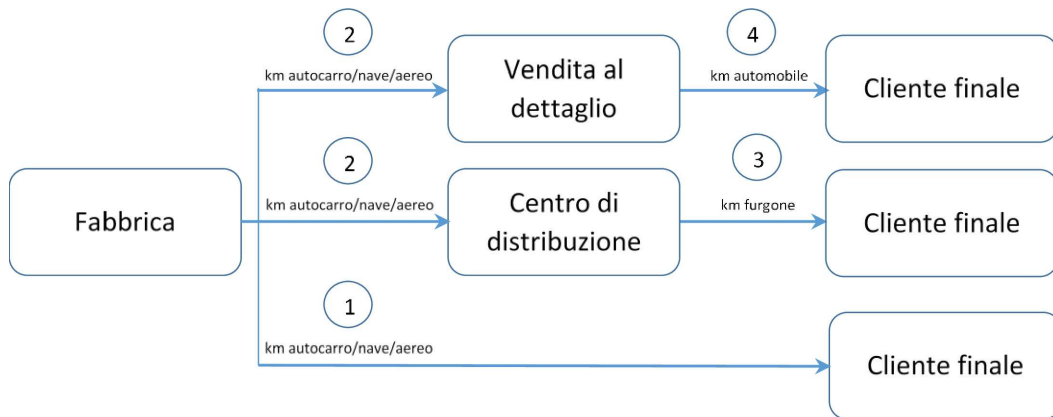 2
km autocarro/nave/aereo
Vendita al
dettaglio
4
km automobile
Cliente finale
Fabbrica
2
km autocarro/nave/aereo
Centro di
distribuzione
3
km furgone
Cliente finale
1
km autocarro/nave/aereo
Cliente finale